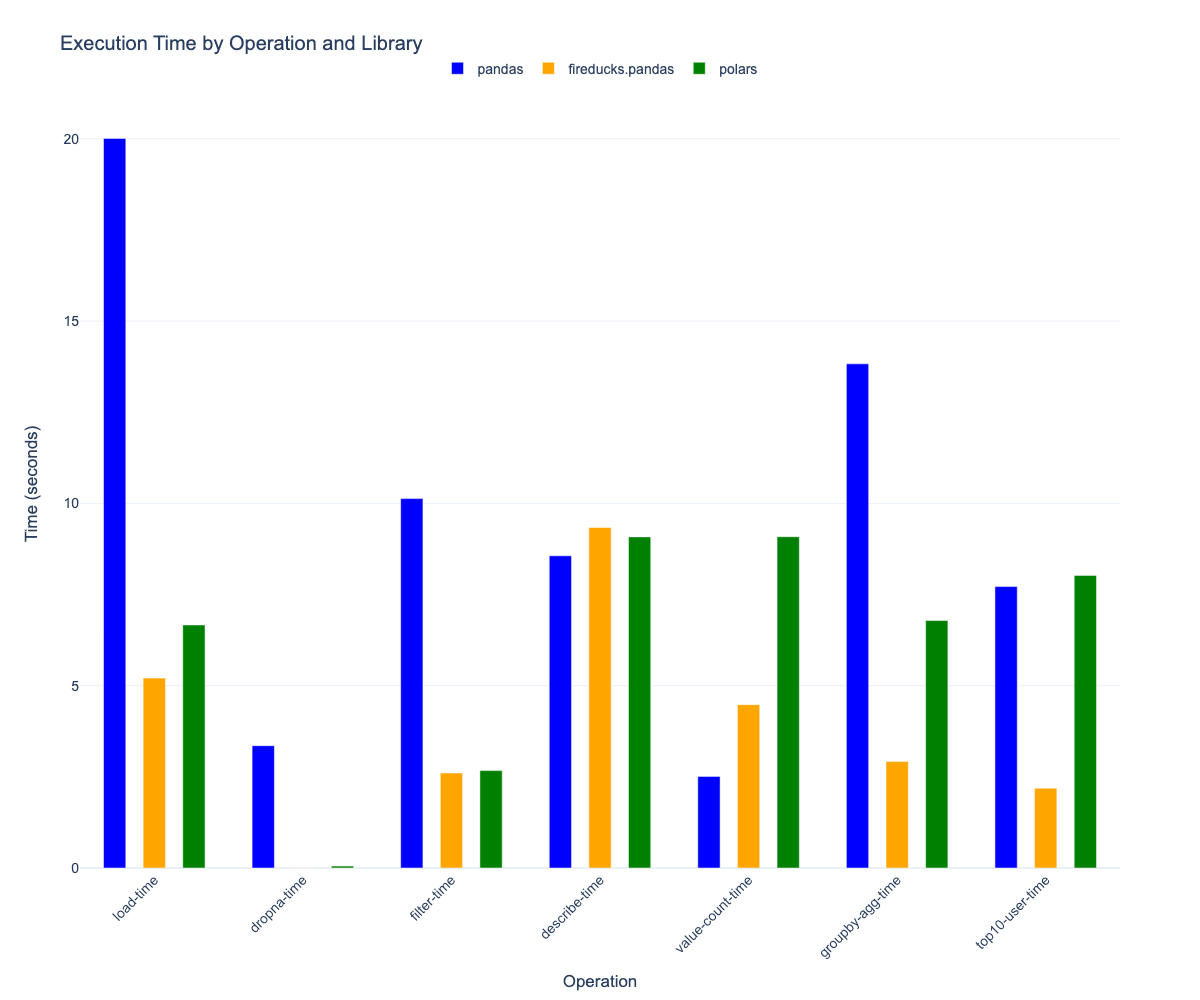 Execution Time by Operation and Library
pandas fireducks.pandas polars
20
15
10
5
0
Time (seconds)
load-time dropna-time filter-time describe-time value-count-time groupby-agg-time top10-user-time
Operation